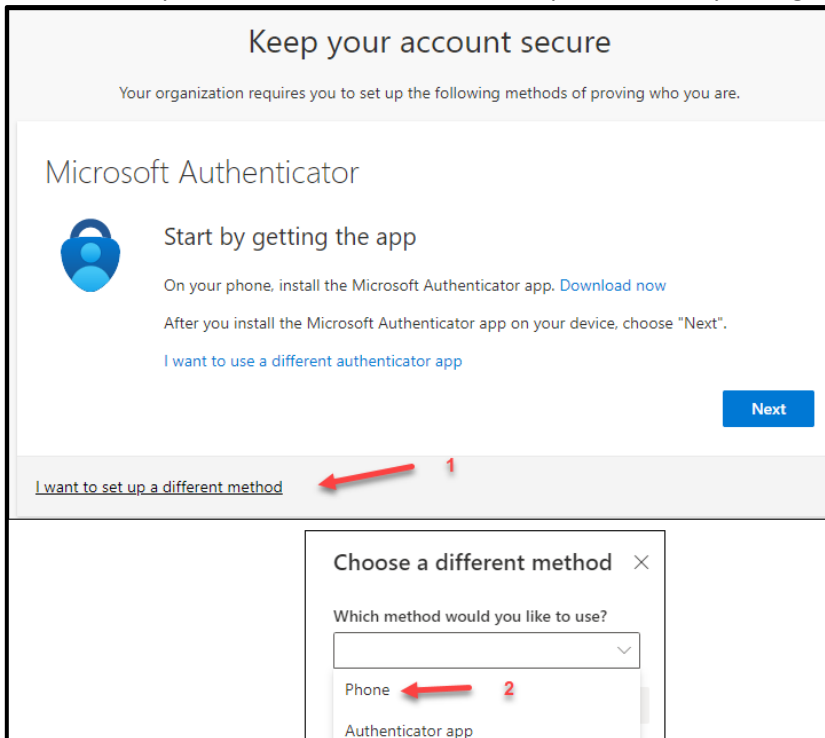 Keep your account secure
Your organization requires you to set up the following methods of proving who you are.
Microsoft Authenticator
Start by getting the app
On your phone, install the Microsoft Authenticator app. Download now
After you install the Microsoft Authenticator app on your device, choose "Next".
I want to use a different authenticator app
Next
1
I want to set up a different method
Choose a different method
Which method would you like to use?
Phone 2
Authenticator app